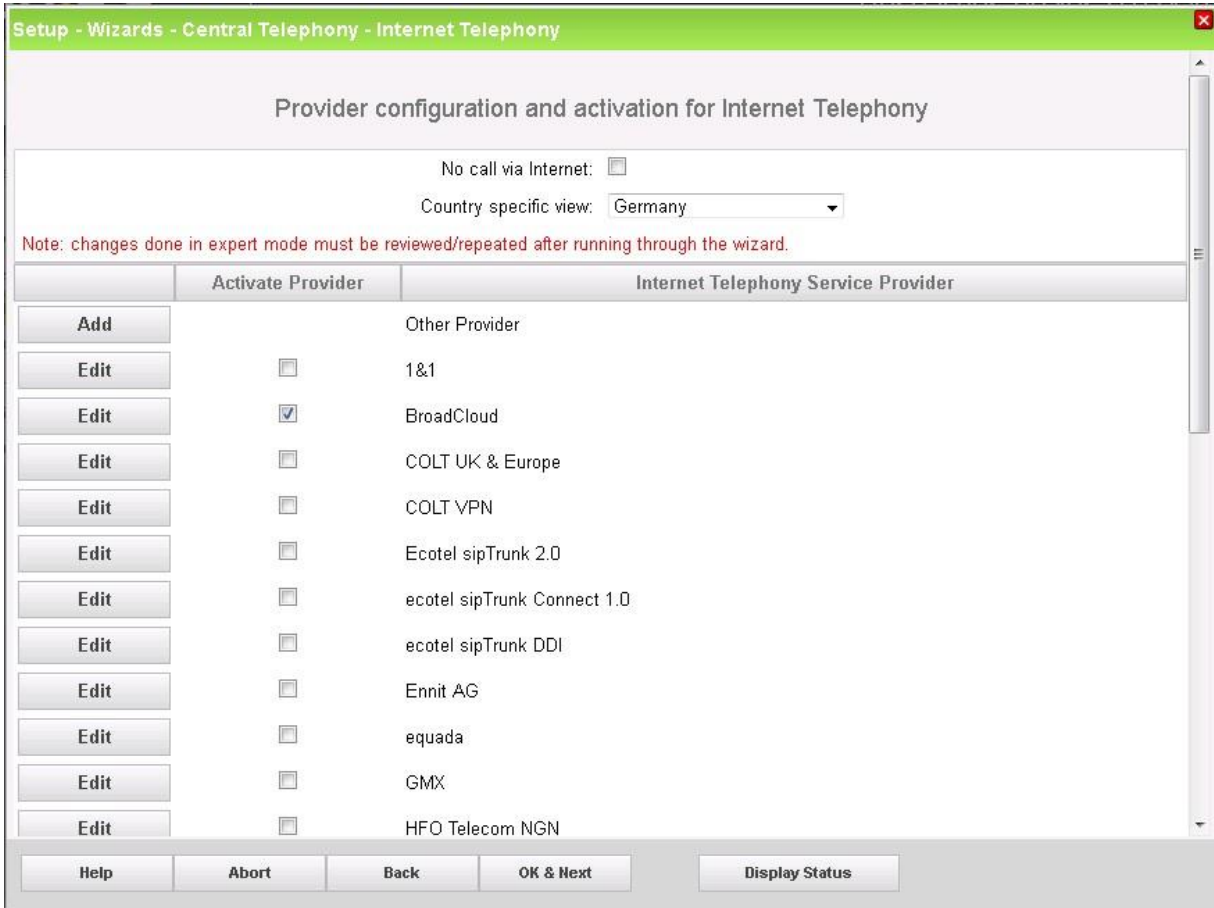 Setup - Wizards - Central Telephony - Internet Telephony
Provider configuration and activation for Internet Telephony
No call via Internet:
Country specific view: Germany
Note: changes done in expert mode must be reviewed/repeated after running through the wizard.
Activate Provider Internet Telephony Service Provider
Add Other Provider
Edit 1&1
Edit BroadCloud
Edit COLT UK & Europe
Edit COLT VPN
Edit Ecotel sipTrunk 2.0
Edit ecotel sipTrunk Connect 1.0
Edit ecotel sipTrunk DDI
Edit Ennit AG
Edit equada
Edit GMX
Edit HFO Telecom NGN
Help Abort Back OK & Next Display Status